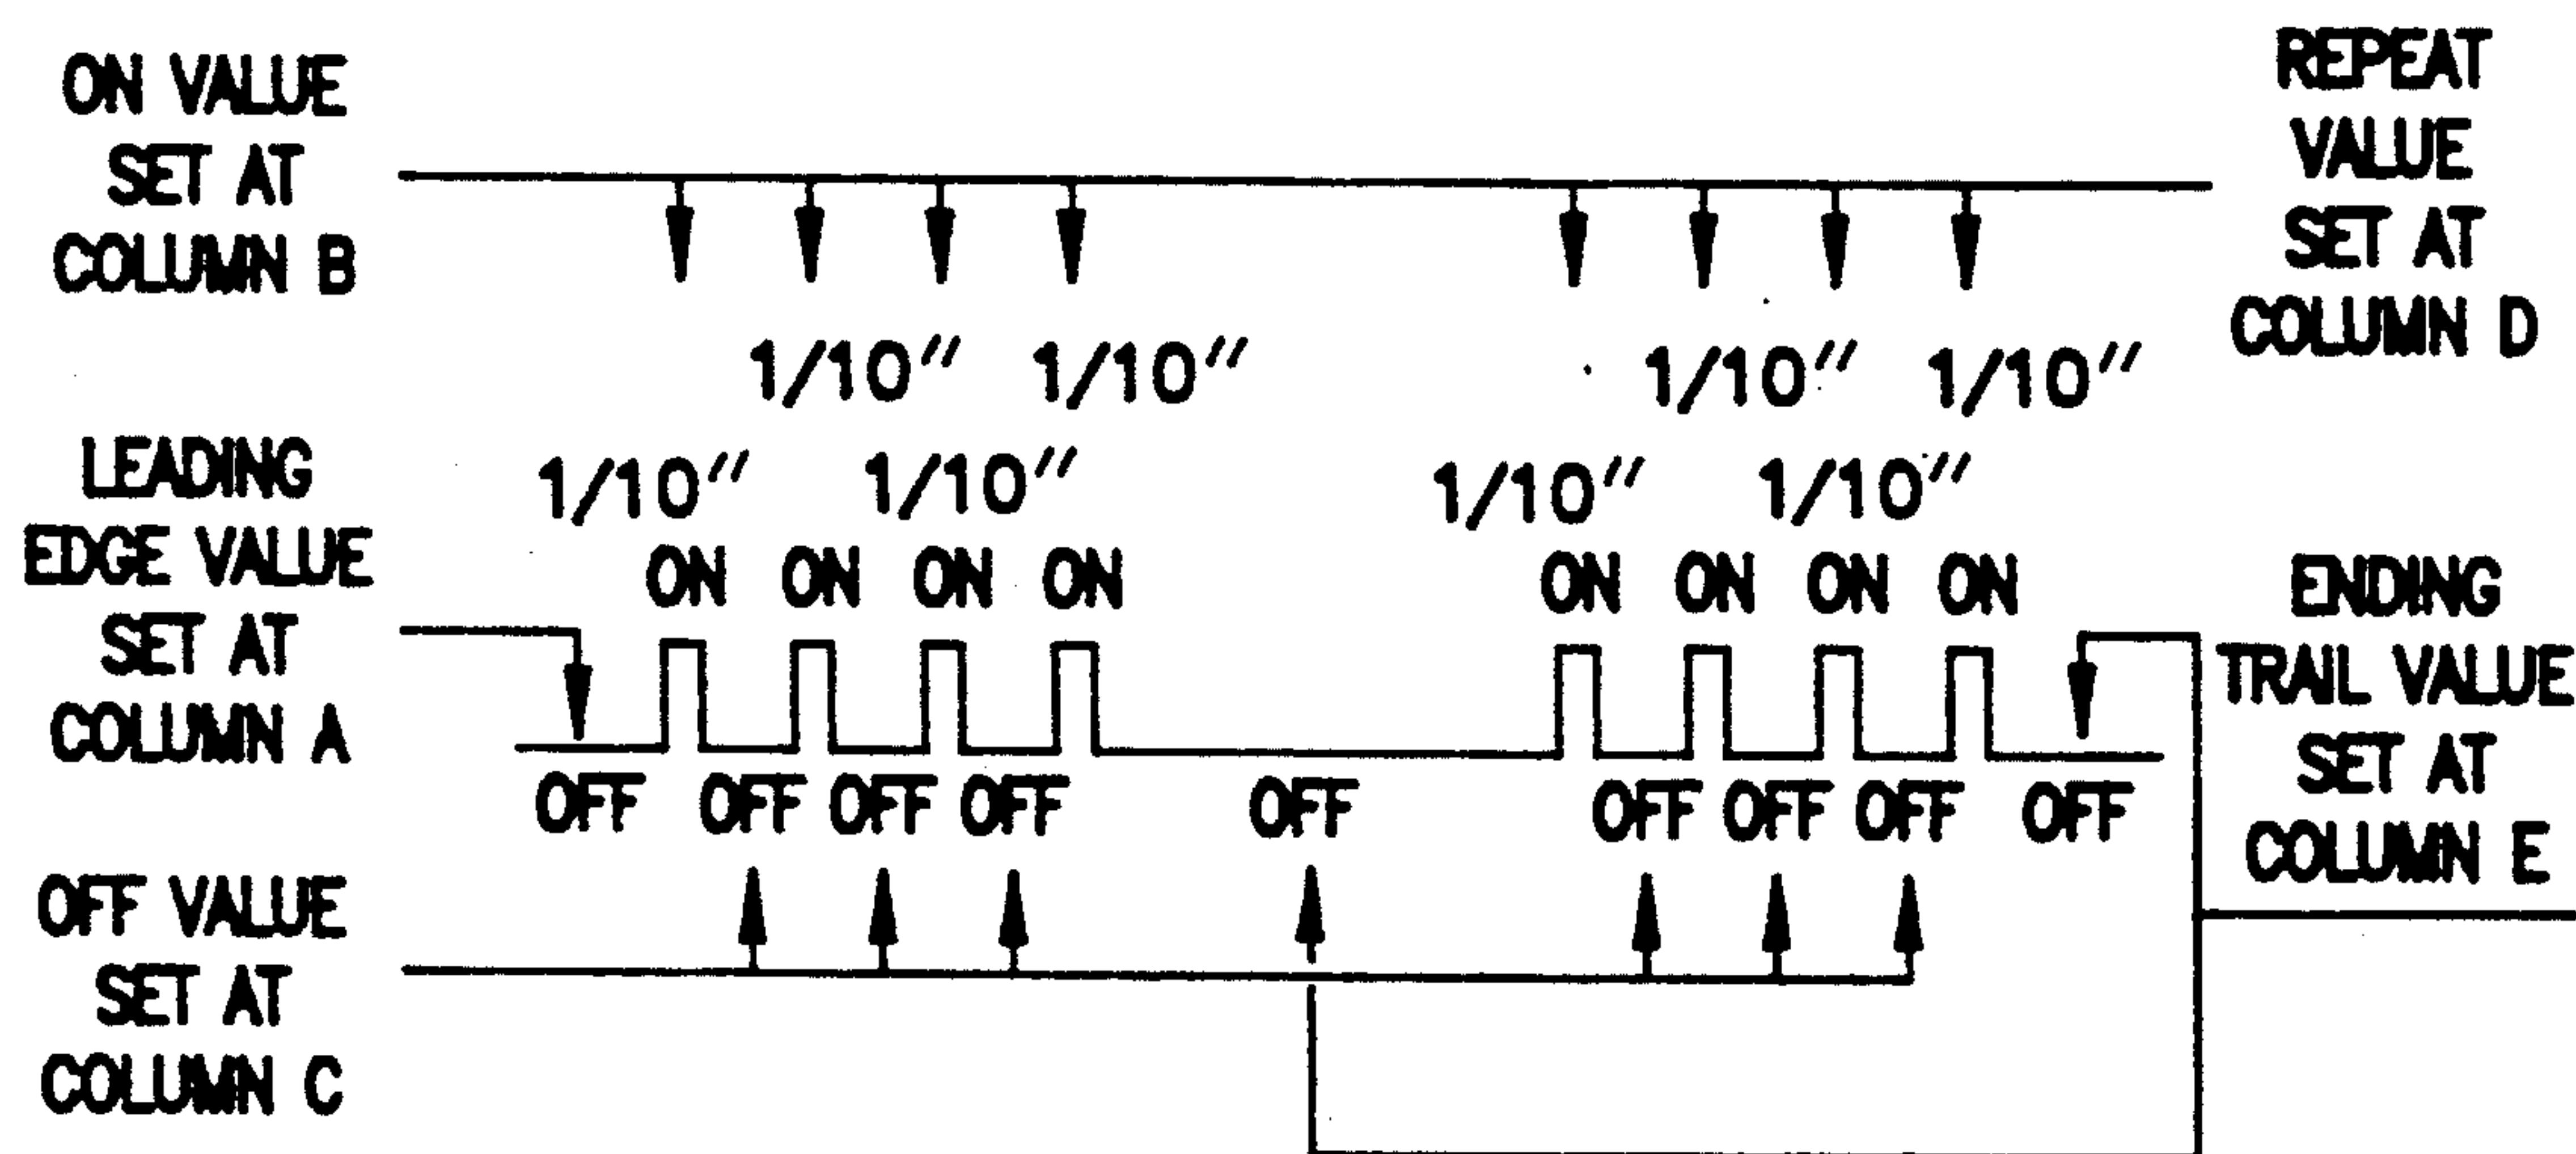 ON VALUE
SET AT
COLUMN B
REPEAT
VALUE
SET AT
COLUMN D
1/10" 1/10" 1/10" 1/10"
1/10" 1/10" 1/10" 1/10"
LEADING
EDGE VALUE
SET AT
COLUMN A
ON ON ON ON ON ON ON ON
ENDING
TRAIL VALUE
SET AT
COLUMN E
OFF OFF OFF OFF OFF OFF OFF OFF OFF
OFF VALUE
SET AT
COLUMN C